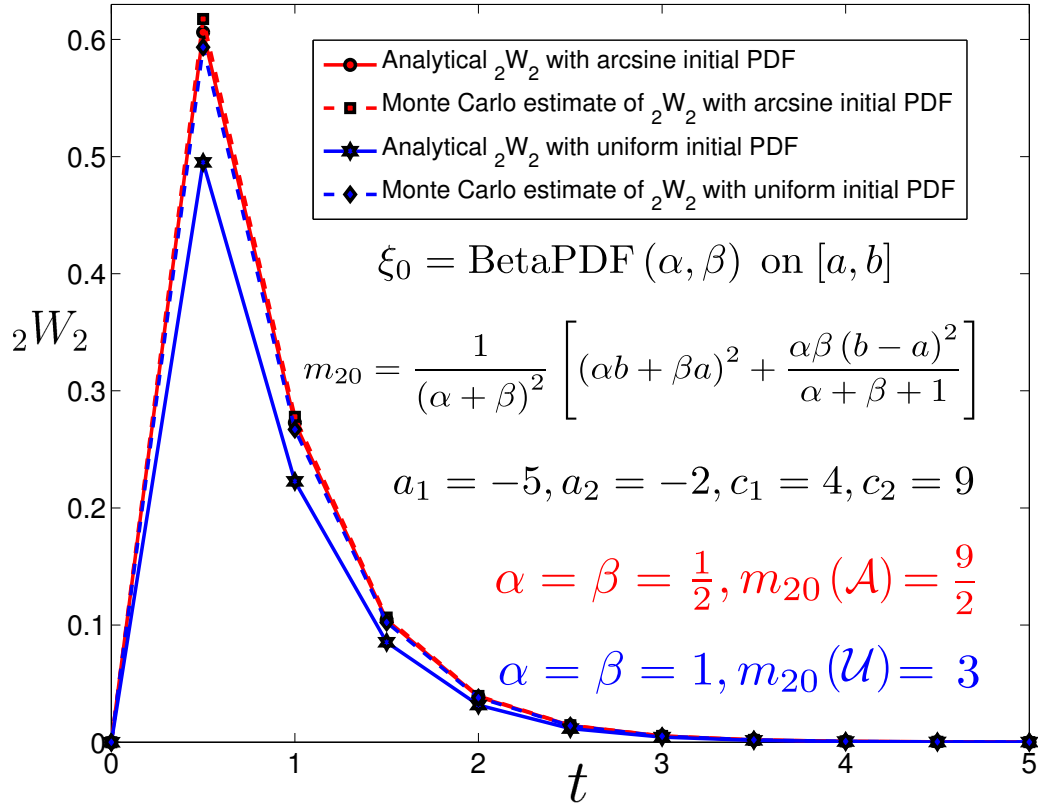 0.6
0.5
0.4
0.3
0.2
0.1
0
₂W₂
Analytical ₂W₂ with arcsine initial PDF
Monte Carlo estimate of ₂W₂ with arcsine initial PDF
Analytical ₂W₂ with uniform initial PDF
Monte Carlo estimate of ₂W₂ with uniform initial PDF
ξ₀ = BetaPDF (α, β) on [a, b]
m₂₀ = 1/(α + β)² [(αb + βa)² + αβ (b − a)²/(α + β + 1)]
a₁ = −5, a₂ = −2, c₁ = 4, c₂ = 9
α = β = 1/2, m₂₀ (𝒜) = 9/2
α = β = 1, m₂₀ (𝒰) = 3
0 1 2 3 4 5
t